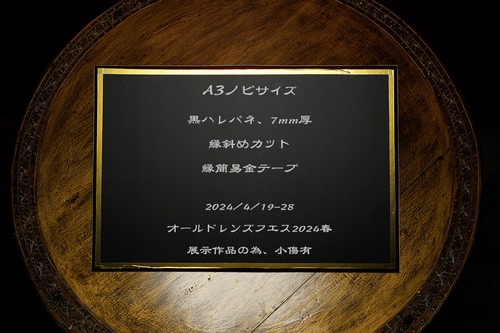 A3ノビサイズ
黒ハレパネ、7mm厚
縁斜めカット
縁簡易金テープ
2024/4/19-28
オールドレンズフエス2024春
展示作品の為、小傷有